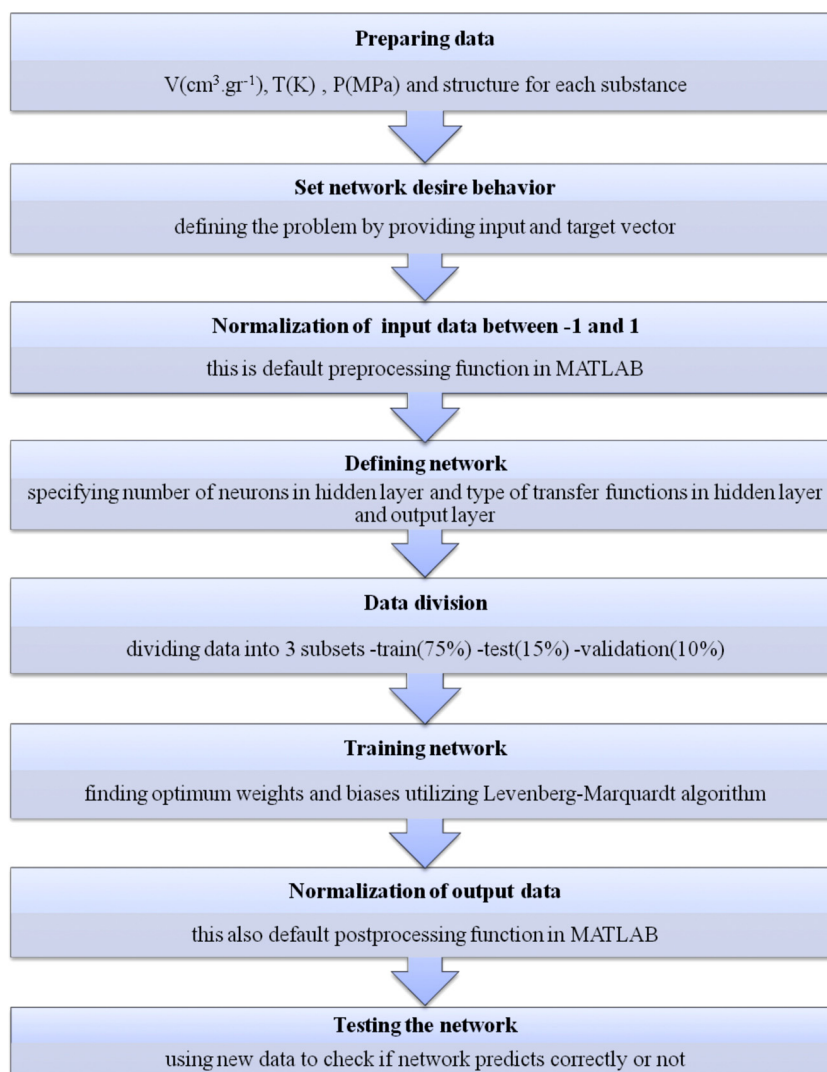 Preparing data
V(cm³.gr⁻¹), T(K) , P(MPa) and structure for each substance
Set network desire behavior
defining the problem by providing input and target vector
Normalization of input data between -1 and 1
this is default preprocessing function in MATLAB
Defining network
specifying number of neurons in hidden layer and type of transfer functions in hidden layer
and output layer
Data division
dividing data into 3 subsets -train(75%) -test(15%) -validation(10%)
Training network
finding optimum weights and biases utilizing Levenberg-Marquardt algorithm
Normalization of output data
this also default postprocessing function in MATLAB
Testing the network
using new data to check if network predicts correctly or not